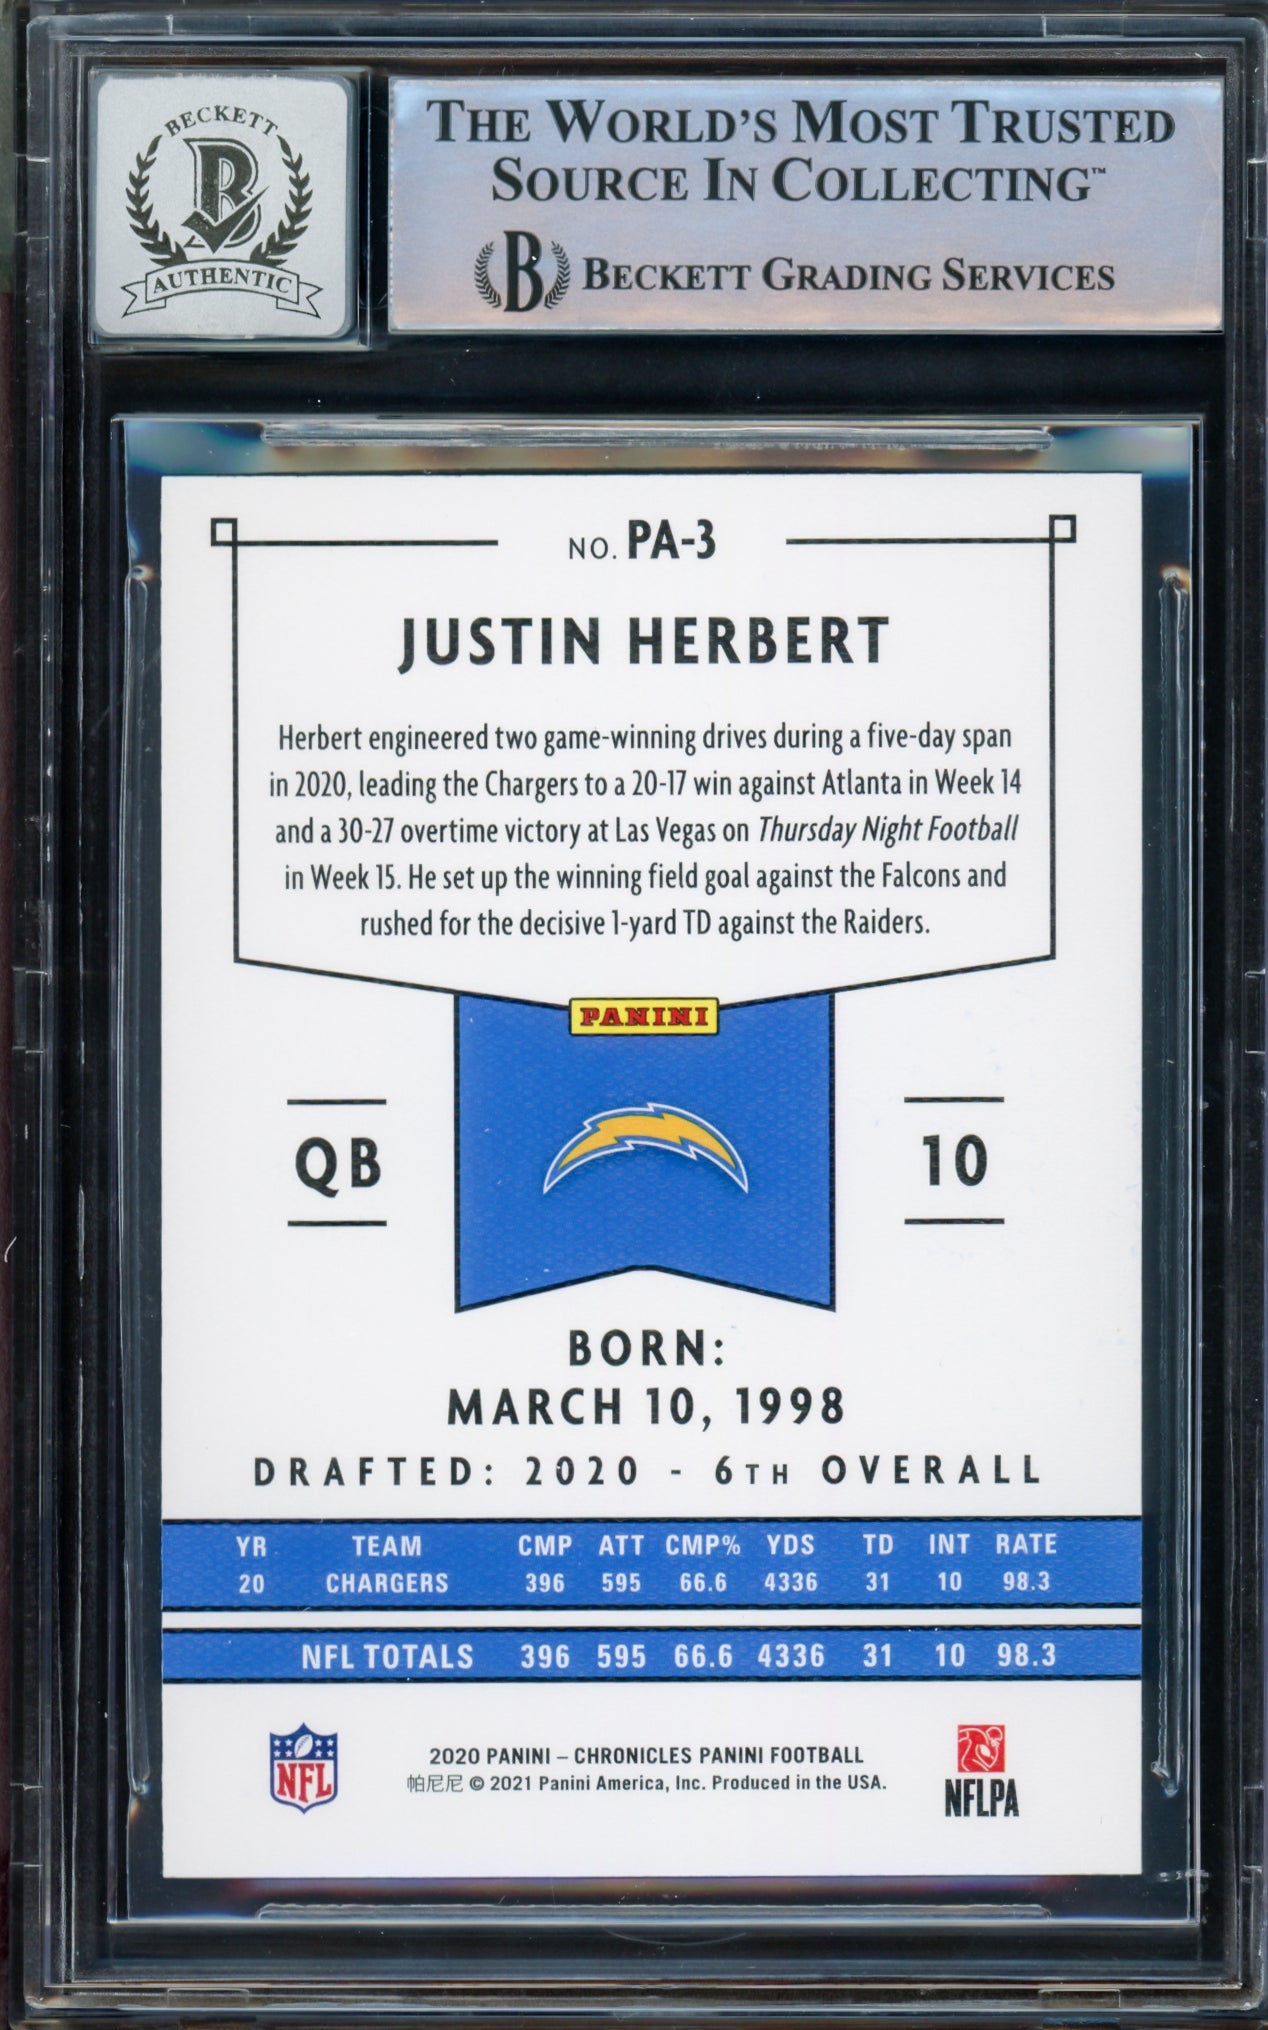 BECKETT
AUTHENTIC
THE WORLD'S MOST TRUSTED
SOURCE IN COLLECTING™
B BECKETT GRADING SERVICES
NO. PA-3
JUSTIN HERBERT
Herbert engineered two game-winning drives during a five-day span
in 2020, leading the Chargers to a 20-17 win against Atlanta in Week 14
and a 30-27 overtime victory at Las Vegas on Thursday Night Football
in Week 15. He set up the winning field goal against the Falcons and
rushed for the decisive 1-yard TD against the Raiders.
PANINI
QB
10
BORN:
MARCH 10, 1998
DRAFTED: 2020 - 6TH OVERALL
YR TEAM CMP ATT CMP% YDS TD INT RATE
20 CHARGERS 396 595 66.6 4336 31 10 98.3
NFL TOTALS 396 595 66.6 4336 31 10 98.3
NFL
2020 PANINI – CHRONICLES PANINI FOOTBALL
帕尼尼 © 2021 Panini America, Inc. Produced in the USA.
NFLPA